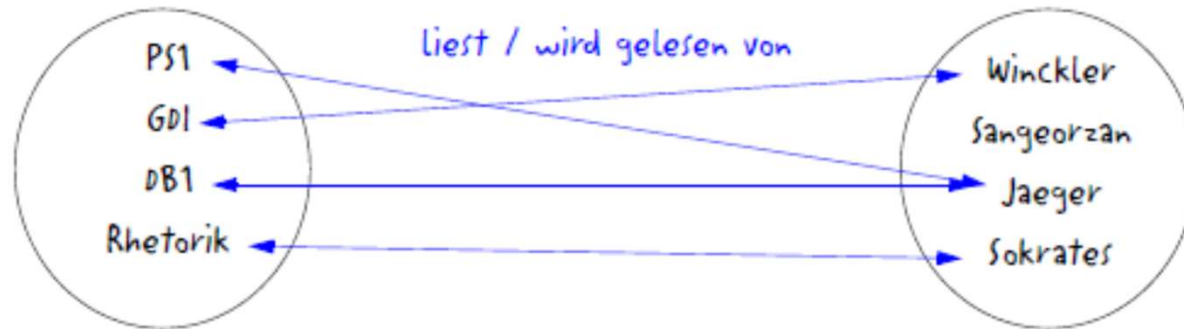 liest / wird gelesen von
PS1
GDI
DB1
Rhetorik
Winckler
Sangeorzan
Jaeger
Sokrates